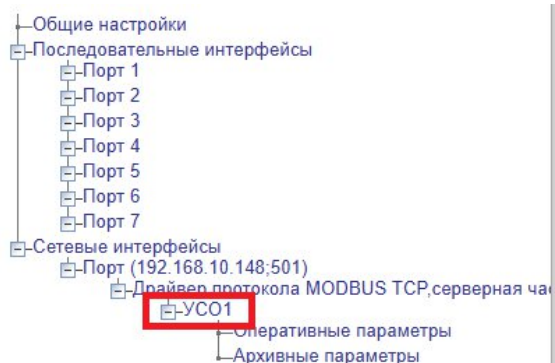 Общие настройки
Последовательные интерфейсы
Порт 1
Порт 2
Порт 3
Порт 4
Порт 5
Порт 6
Порт 7
Сетевые интерфейсы
Порт (192.168.10.148;501)
Драйвер протокола MODBUS TCP,серверная час
УСО1
Оперативные параметры
Архивные параметры